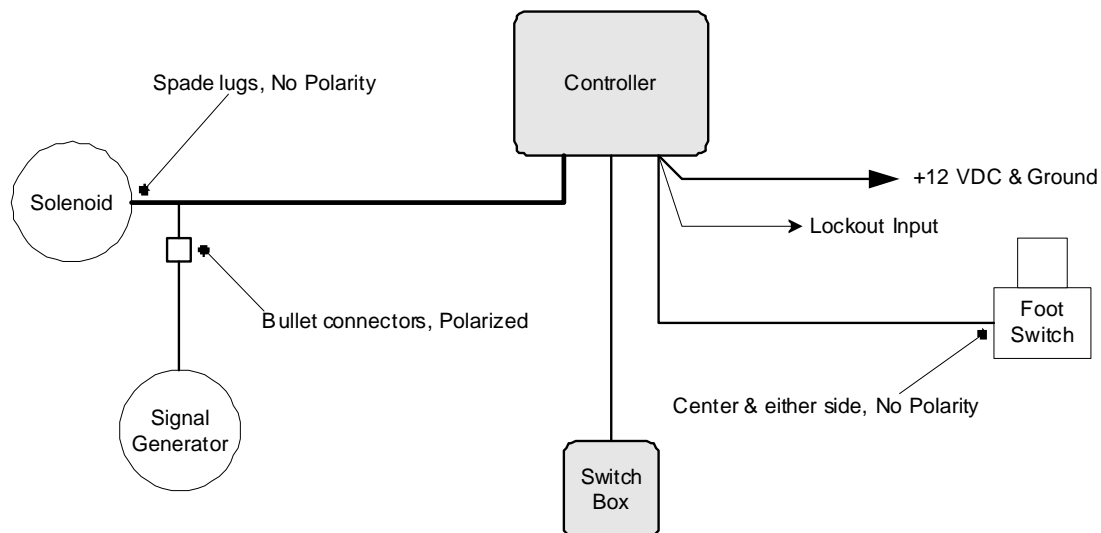 Spade lugs, No Polarity
Controller
Solenoid
+12 VDC & Ground
Lockout Input
Bullet connectors, Polarized
Foot
Switch
Center & either side, No Polarity
Signal
Generator
Switch
Box